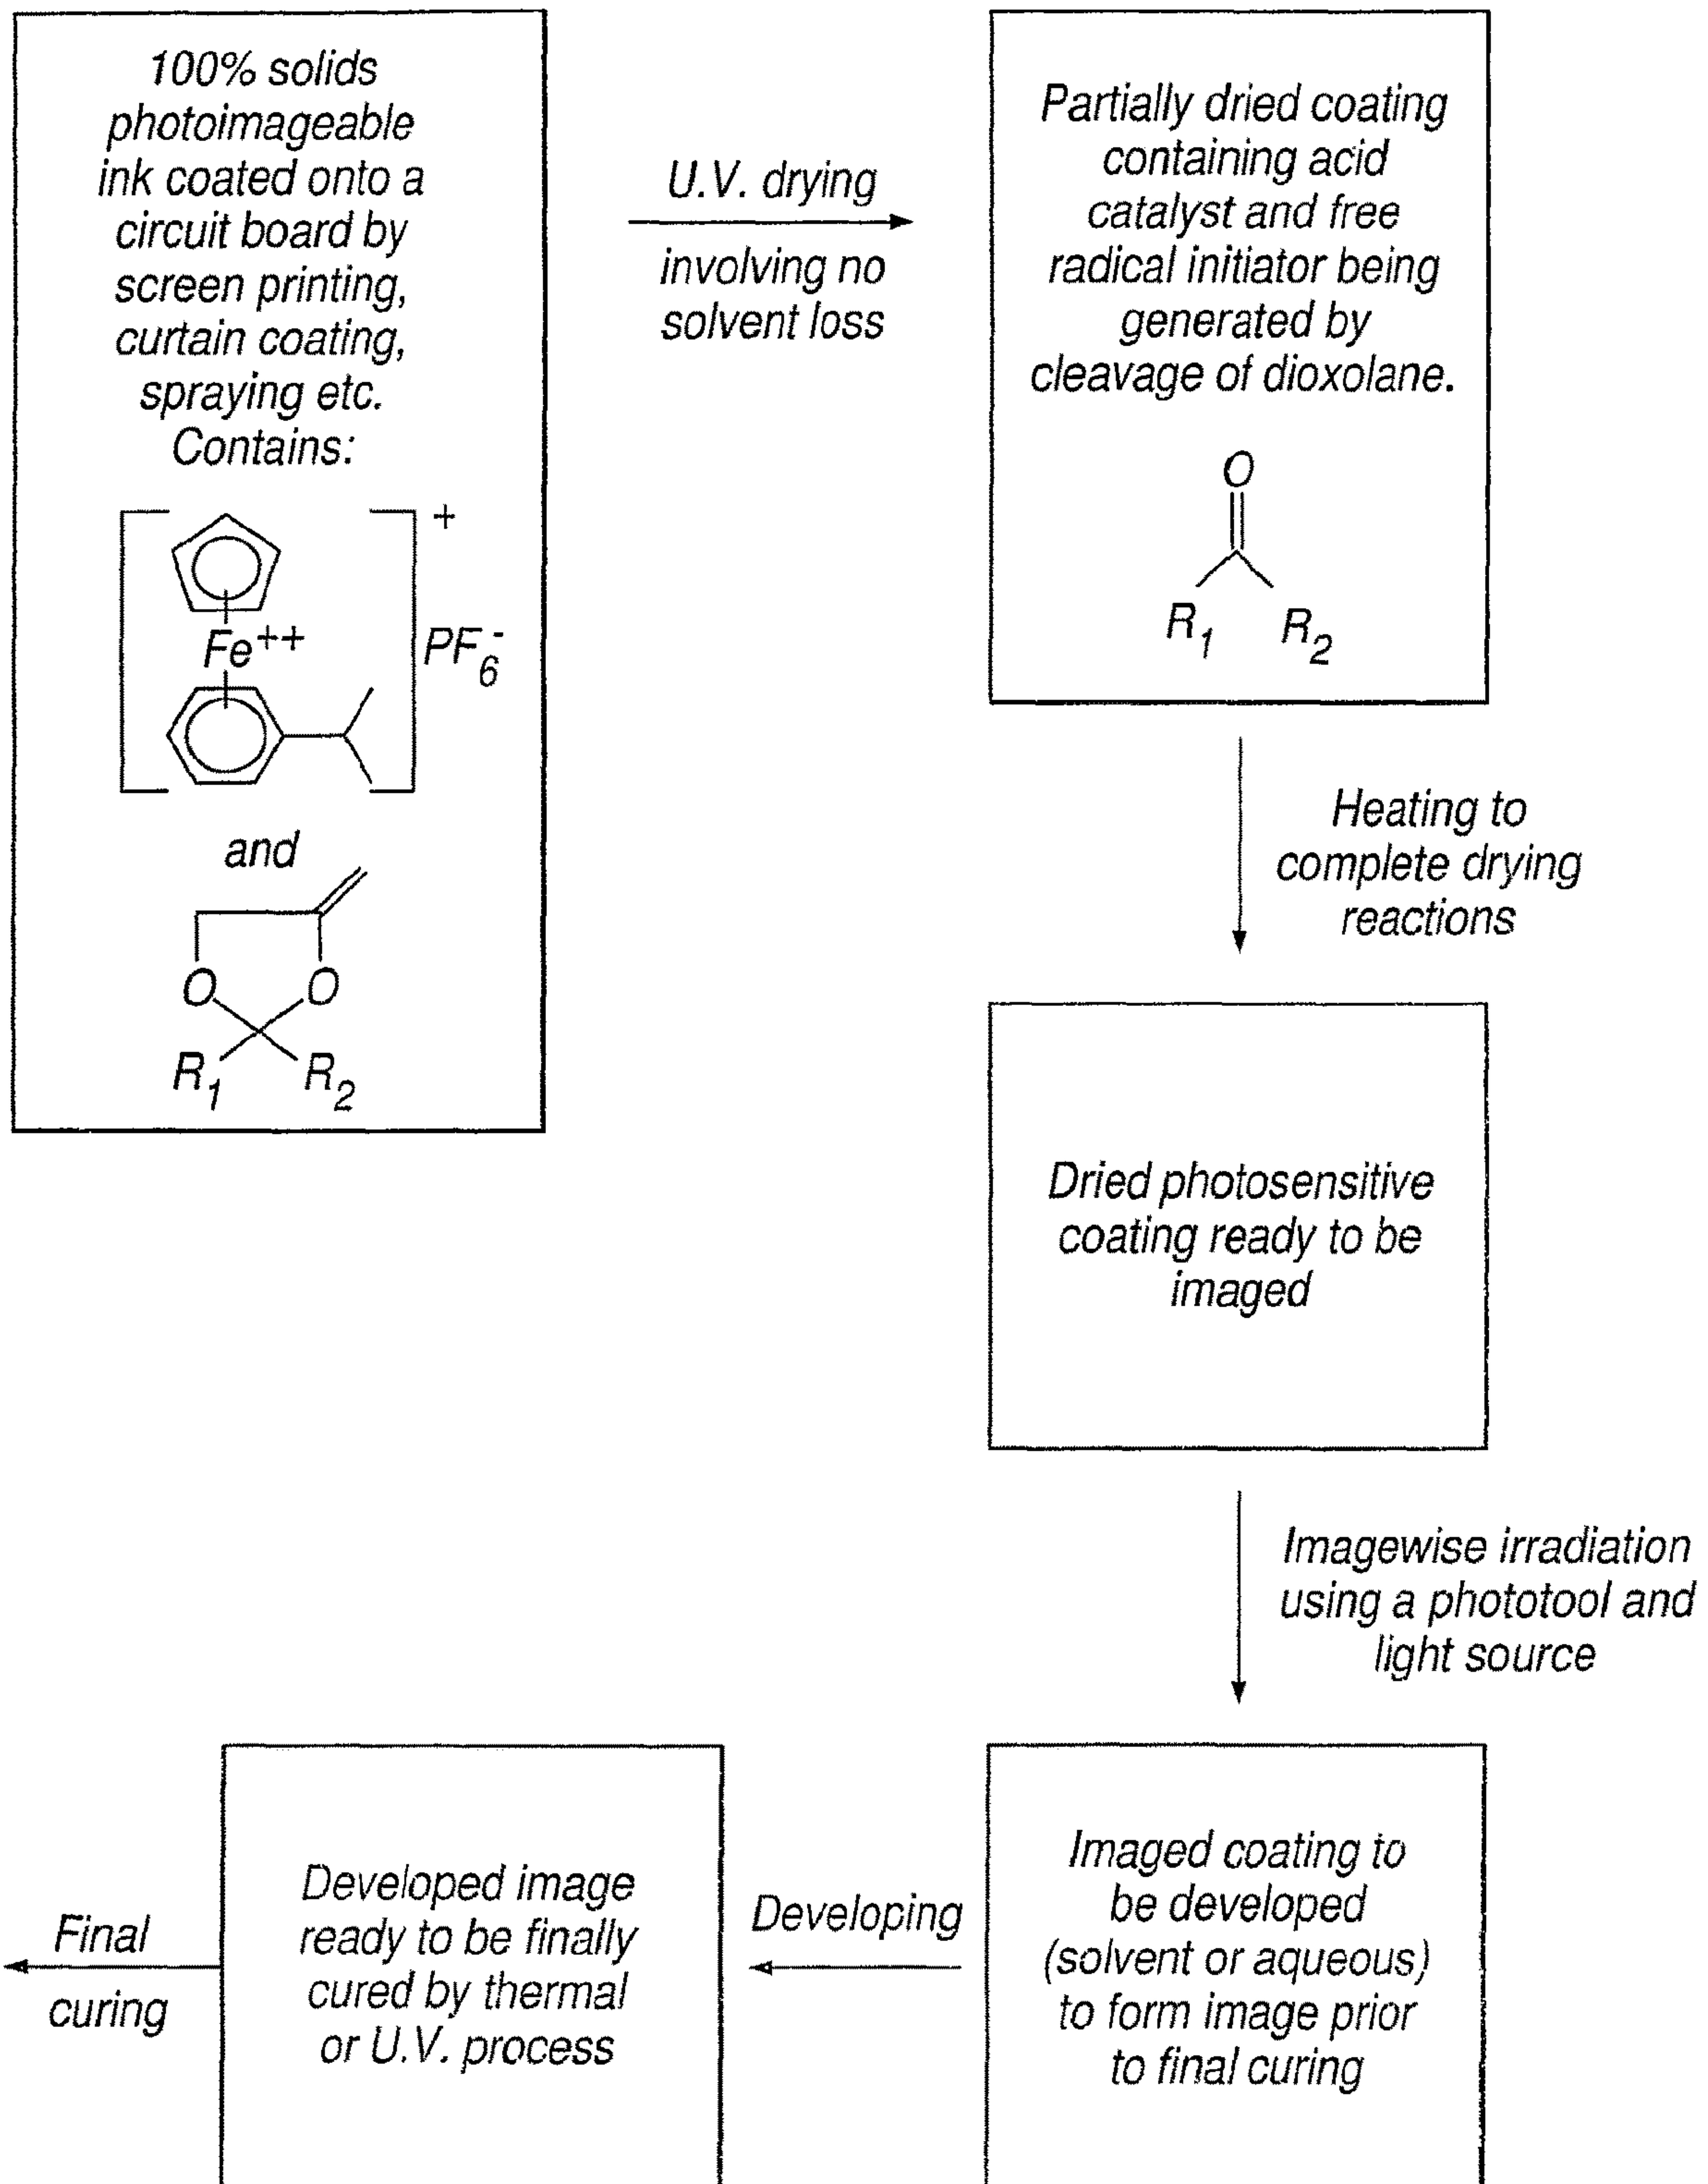 100% solids
photoimageable
ink coated onto a
circuit board by
screen printing,
curtain coating,
spraying etc.
Contains:
+
Fe++
PF6-
and
O O
R1 R2
U.V. drying
involving no
solvent loss
Partially dried coating
containing acid
catalyst and free
radical initiator being
generated by
cleavage of dioxolane.
O
R1 R2
Heating to
complete drying
reactions
Dried photosensitive
coating ready to be
imaged
Imagewise irradiation
using a phototool and
light source
Imaged coating to
be developed
(solvent or aqueous)
to form image prior
to final curing
Developing
Developed image
ready to be finally
cured by thermal
or U.V. process
Final
curing